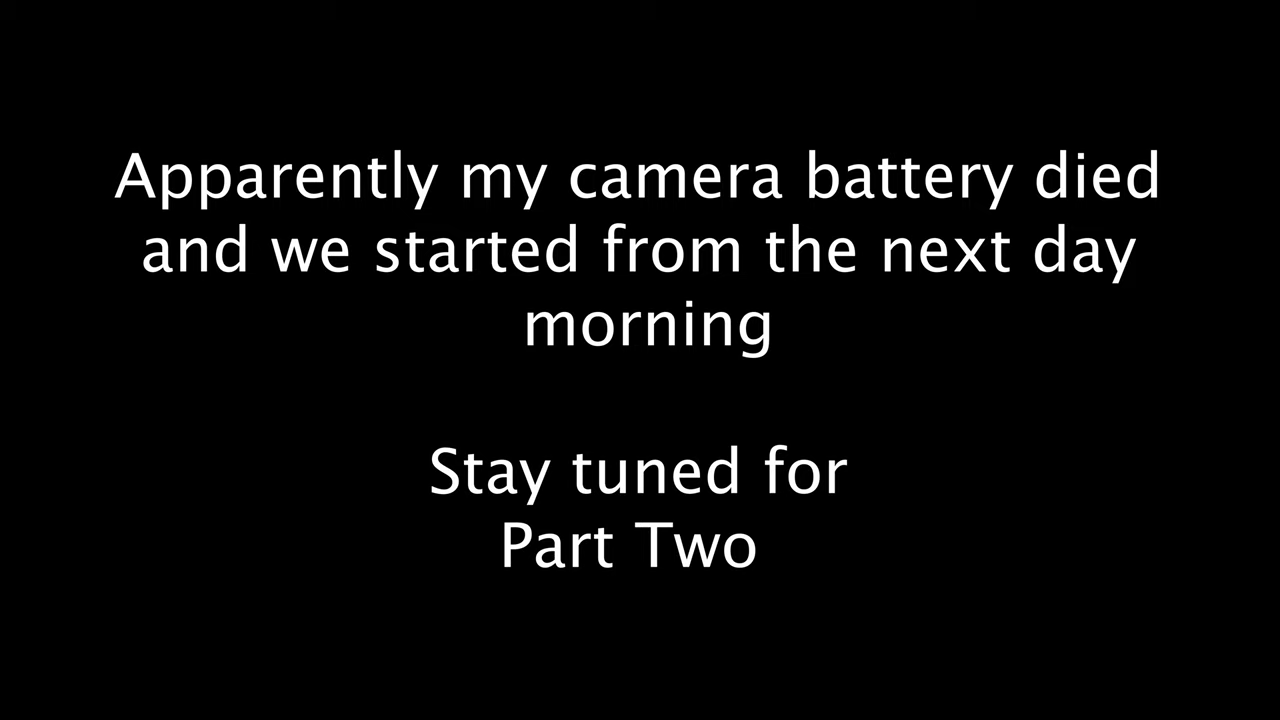 Apparently my camera battery died
and we started from the next day
morning
Stay tuned for
Part Two